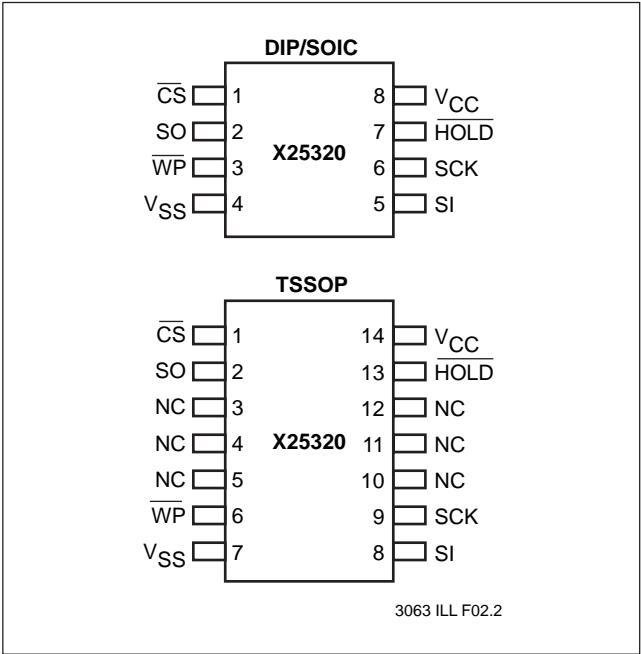 DIP/SOIC
CS 1 8 VCC
SO 2 7 HOLD
WP 3 X25320 6 SCK
VSS 4 5 SI
TSSOP
CS 1 14 VCC
SO 2 13 HOLD
NC 3 12 NC
NC 4 X25320 11 NC
NC 5 10 NC
WP 6 9 SCK
VSS 7 8 SI
3063 ILL F02.2